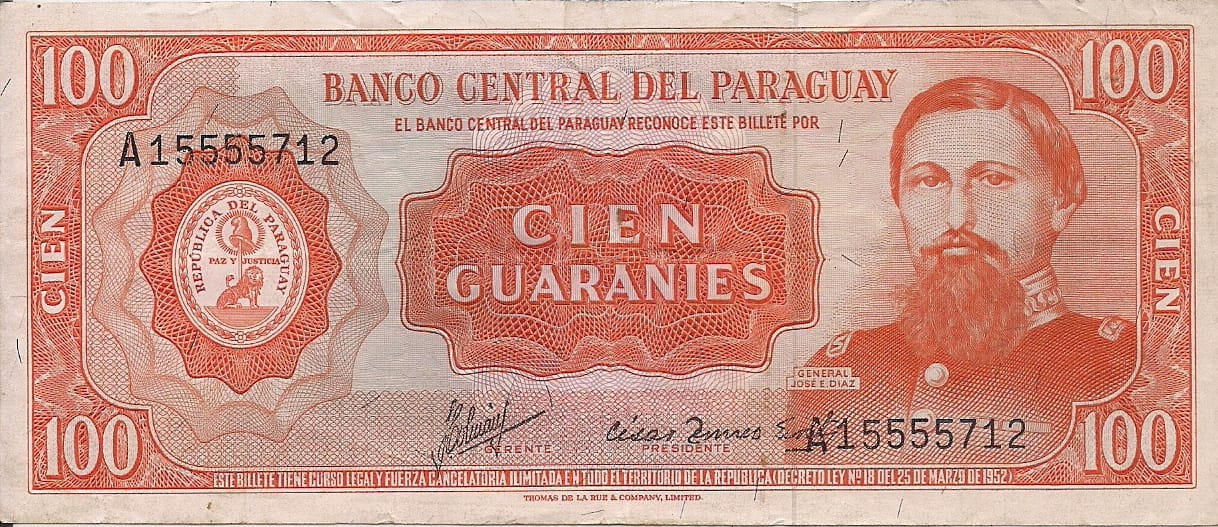 100
100
BANCO CENTRAL DEL PARAGUAY
EL BANCO CENTRAL DEL PARAGUAY RECONOCE ESTE BILLETE POR
A15555712
CIEN
REPUBLICA DEL PARAGUAY
PAZ Y JUSTICIA
CIEN
GUARANIES
CIEN
GENERAL
JOSE E. DIAZ
GERENTE
César
PRESIDENTE
A15555712
100
100
ESTE BILLETE TIENE CURSO LEGAL Y FUERZA CANCELATORIA ILIMITADA EN TODO EL TERRITORIO DE LA REPUBLICA (DECRETO LEY Nº 18 DEL 25 DE MARZO DE 1952)
THOMAS DE LA RUE & COMPANY, LIMITED.